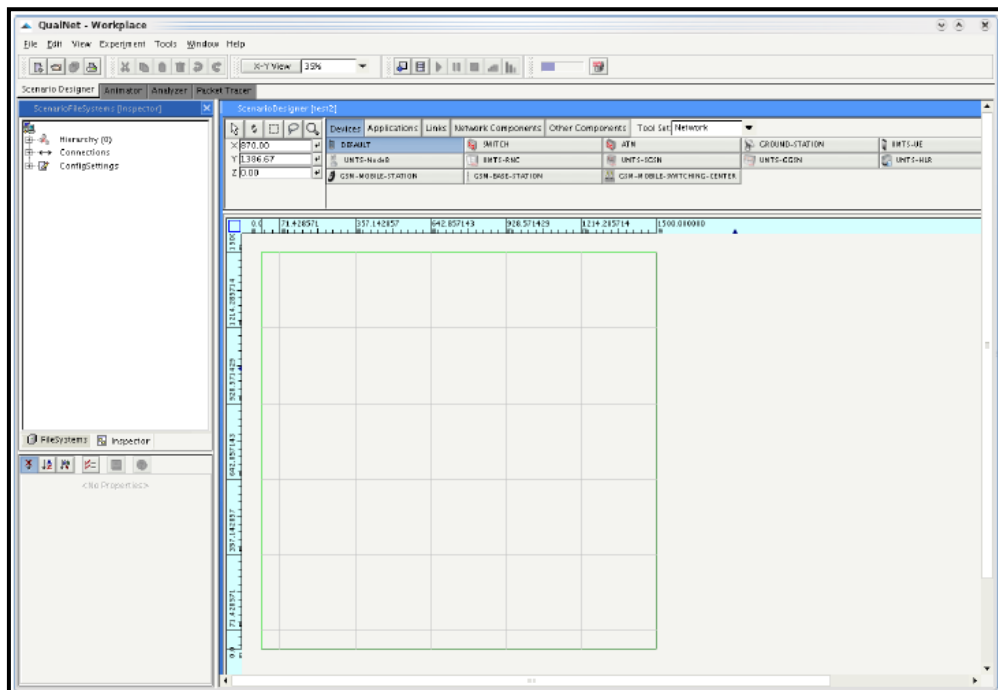 QualNet - Workplace
File Edit View Experiment Tools Window Help
X-Y View 35%
Scenario Designer Animator Analyzer Packet Tracer
ScenarioFileSystems [Inspector]
Hierarchy (0)
Connections
ConfigSettings
FileSystems Inspector
<No Properties>
ScenarioDesigner [test2]
Devices Applications Links Network Components Other Components Tool Set: Network
X 870.00
Y 1386.67
Z 0.00
DEFAULT SWITCH ATM GROUND-STATION UMTS-UE
UMTS-NodeB UMTS-RNC UMTS-SGSN UMTS-GGSN UMTS-HLR
GSM-MOBILE-STATION GSM-BASE-STATION GSM-MOBILE-SWITCHING-CENTER
0.0 71.428571 357.142857 642.857143 928.571429 1214.285714 1500.000000
1500
1214.285714
928.571429
642.857143
357.142857
71.428571
0.0